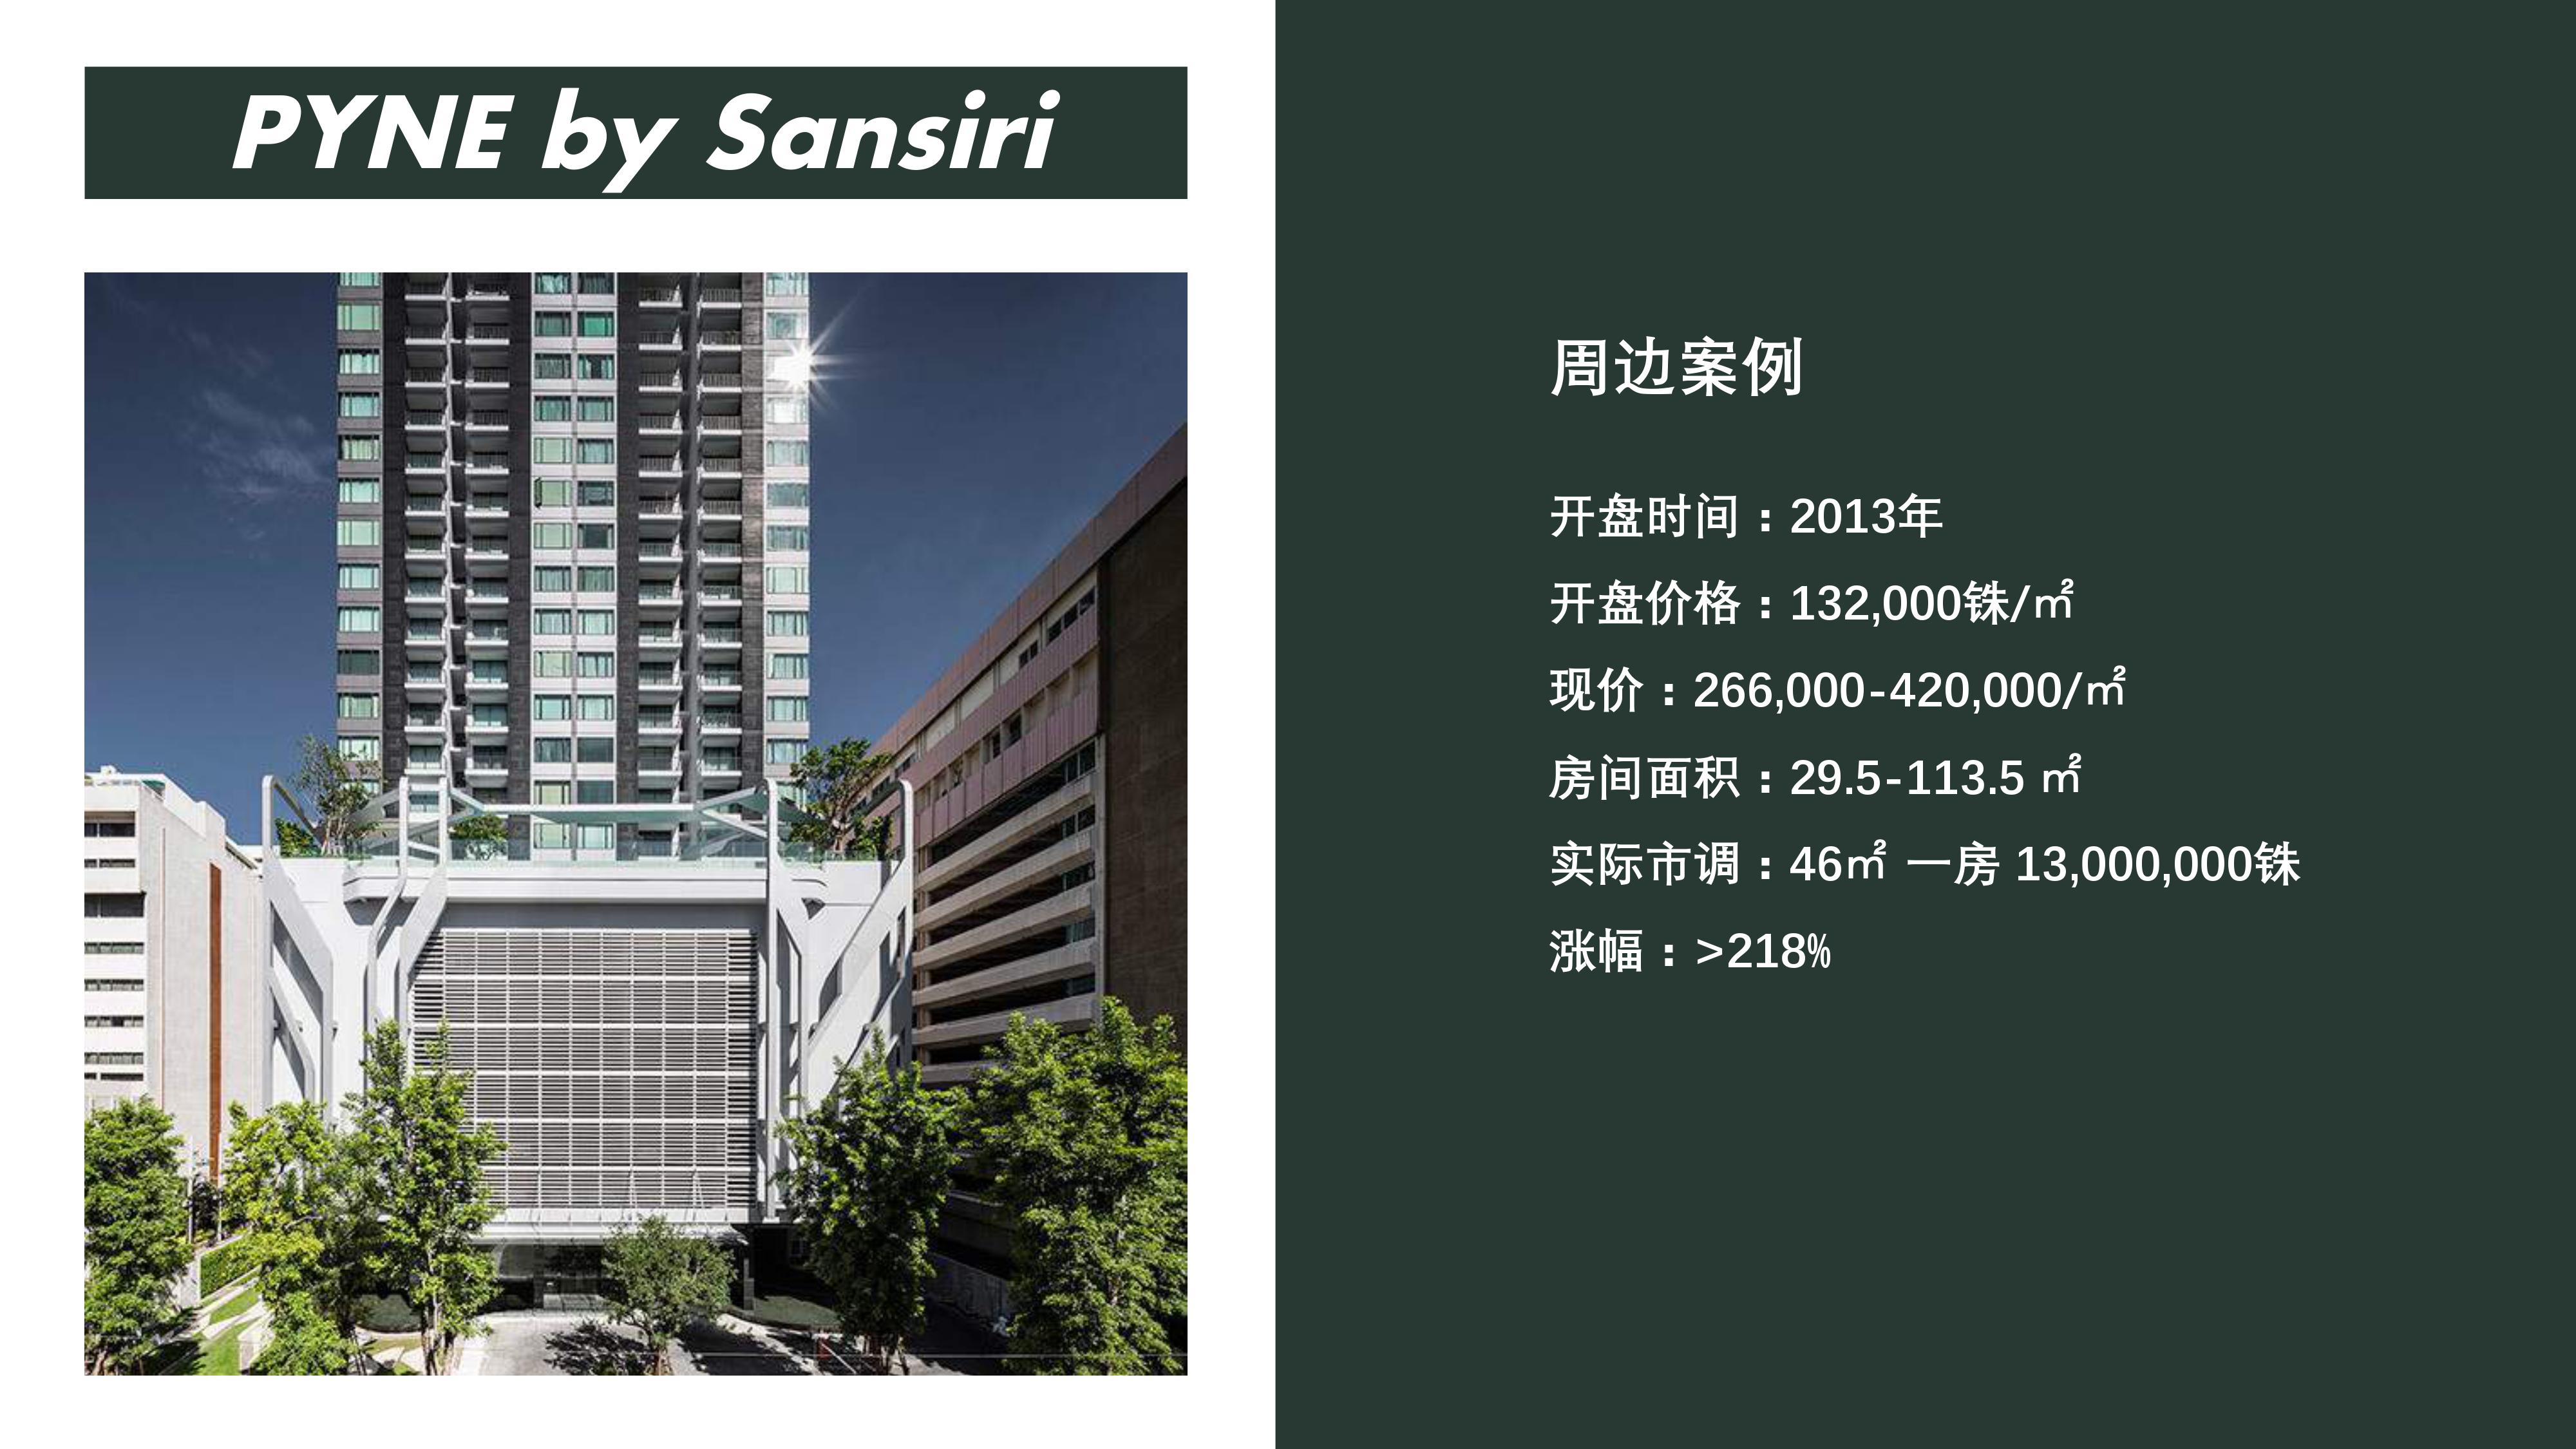 PYNE by Sansiri
周边案例
开盘时间：2013年
开盘价格：132,000铢/㎡
现价：266,000-420,000/㎡
房间面积：29.5-113.5 ㎡
实际市调：46㎡ 一房 13,000,000铢
涨幅：>218%